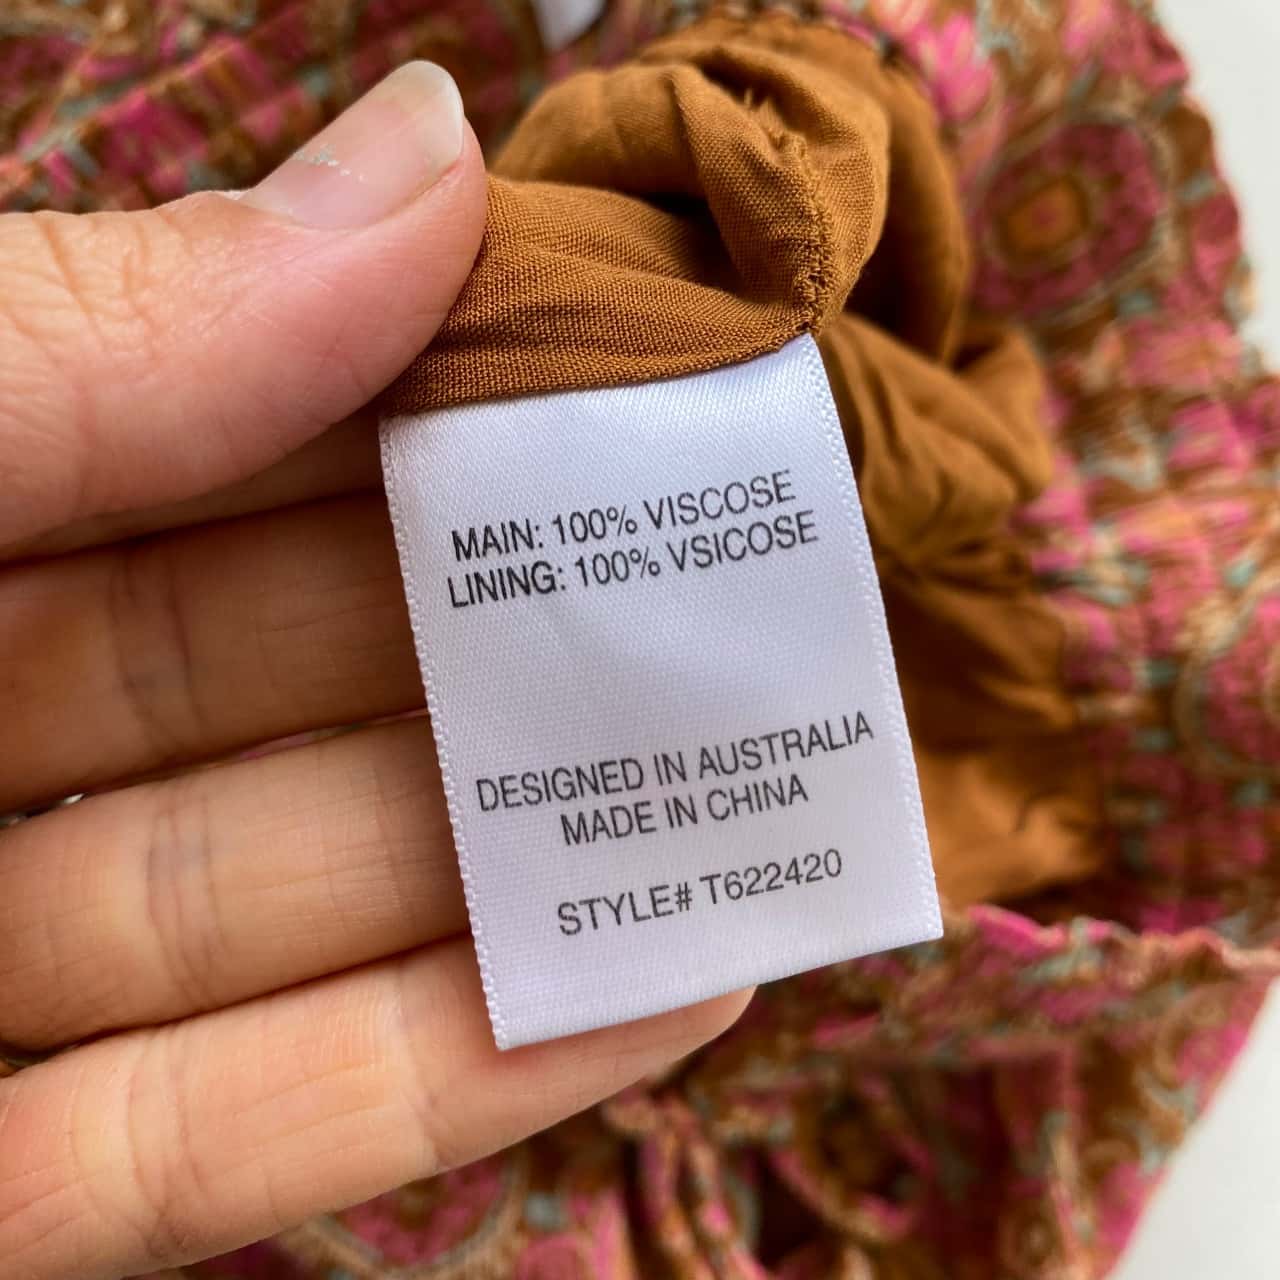 MAIN: 100% VISCOSE
LINING: 100% VSICOSE
DESIGNED IN AUSTRALIA
MADE IN CHINA
STYLE# T622420